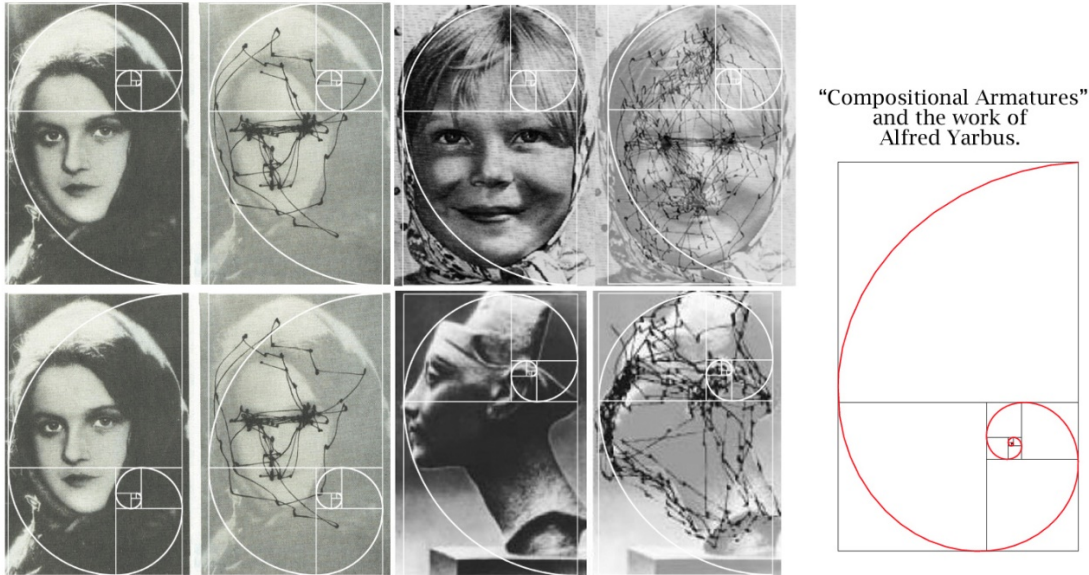 “Compositional Armatures”
and the work of
Alfred Yarbus.